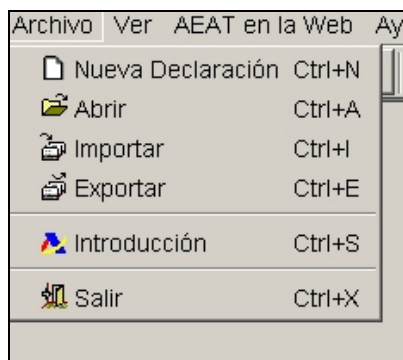 Archivo Ver AEAT en la Web Ay
Nueva Declaración Ctrl+N
Abrir Ctrl+A
Importar Ctrl+I
Exportar Ctrl+E
Introducción Ctrl+S
Salir Ctrl+X